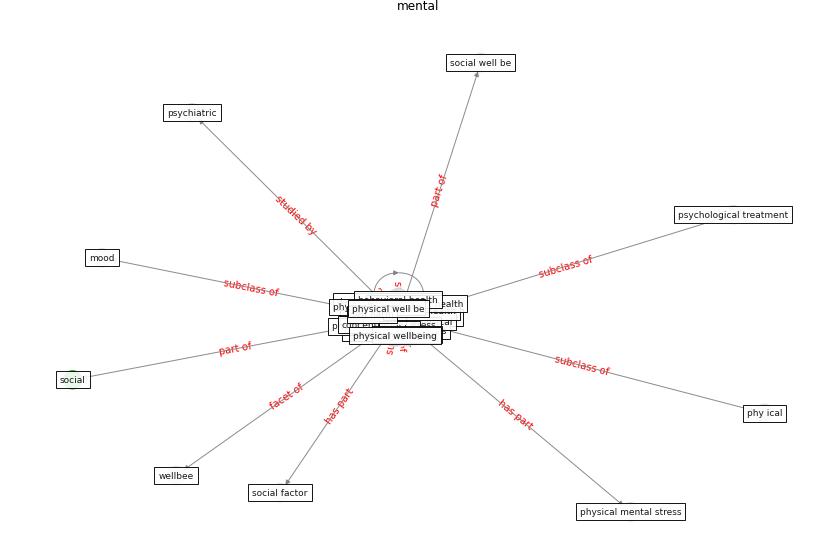 mental
social well be
psychiatric
part of
studied by
psychological treatment
subclass of
mood
subclass of
behavioral health
physical well be
physical wellbeing
part of
social
subclass of
phy ical
facet of
has part
has part
wellbee
social factor
physical mental stress